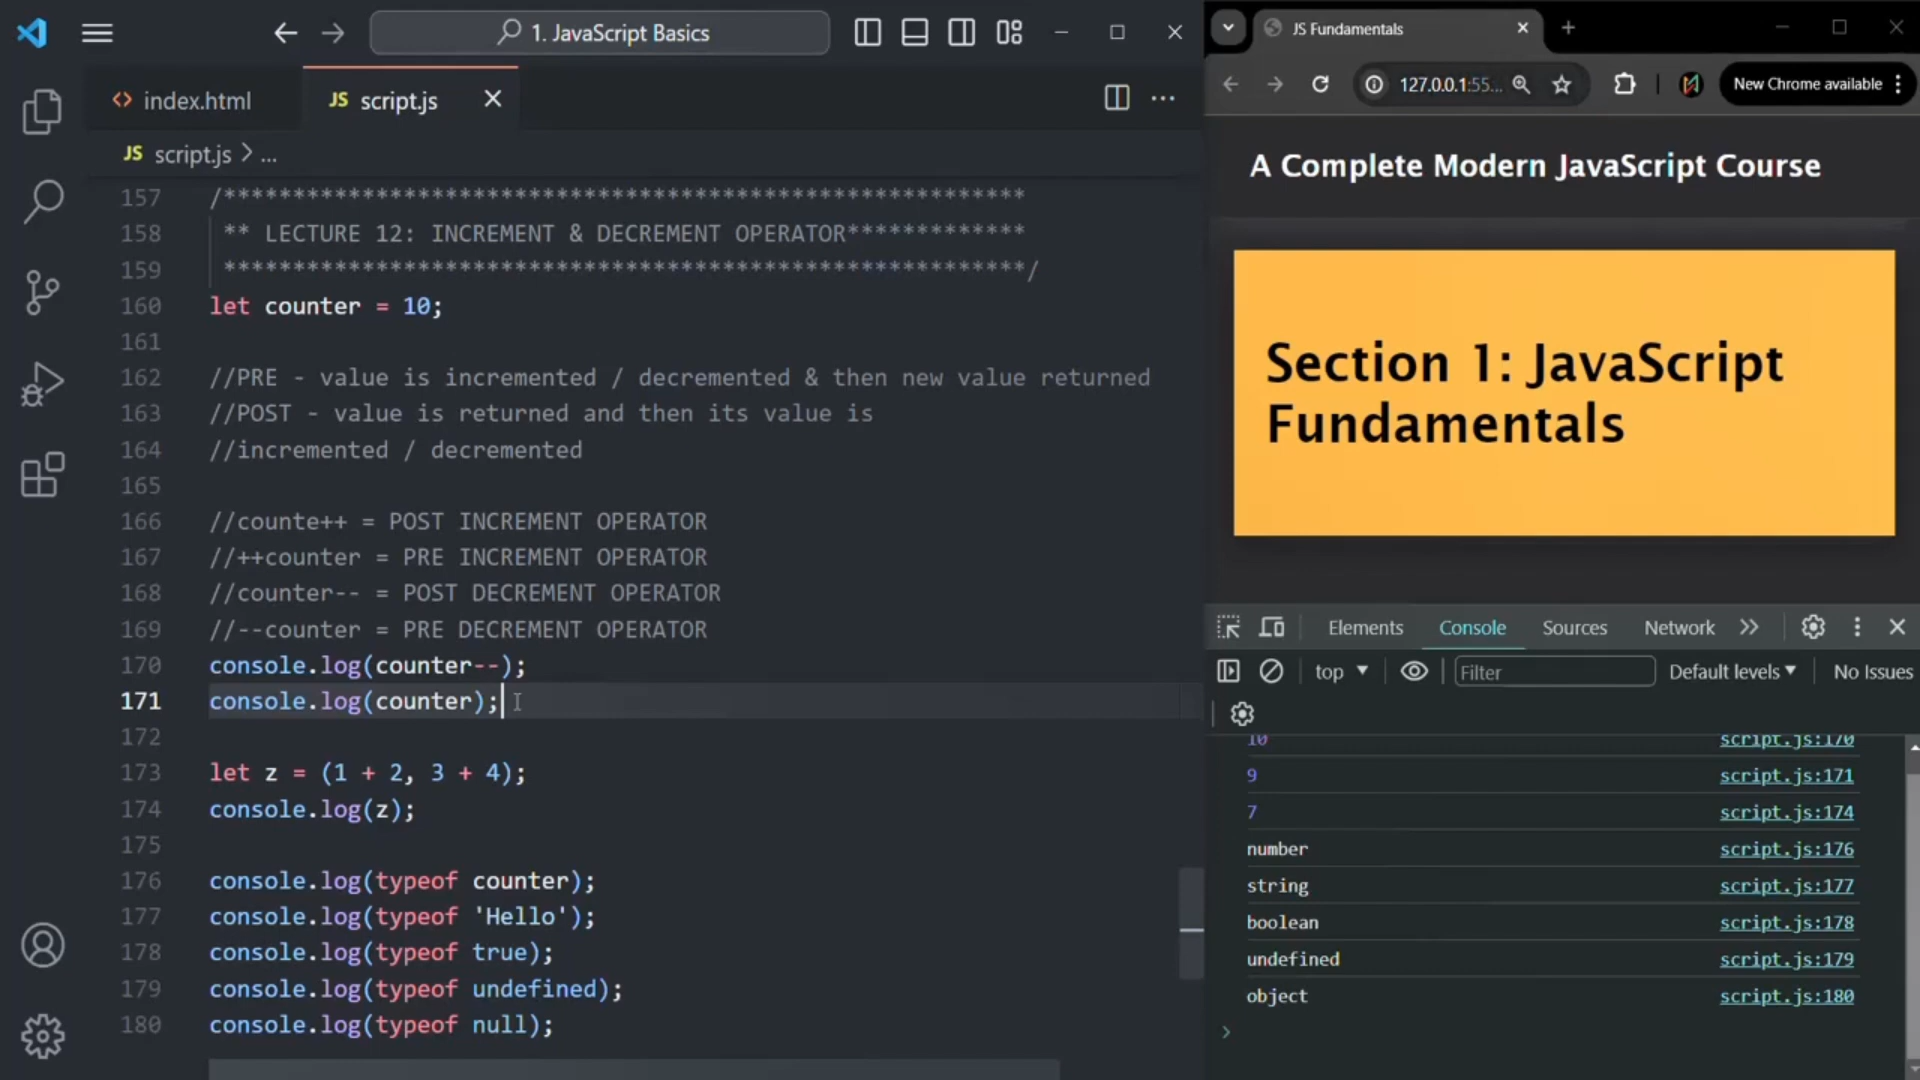 1. JavaScript Basics
index.html
JS script.js
JS script.js > ...
157 /**********************************************************
158 ** LECTURE 12: INCREMENT & DECREMENT OPERATOR*************
159 **********************************************************/
160 let counter = 10;
161
162 //PRE - value is incremented / decremented & then new value returned
163 //POST - value is returned and then its value is
164 //incremented / decremented
165
166 //counte++ = POST INCREMENT OPERATOR
167 //++counter = PRE INCREMENT OPERATOR
168 //counter-- = POST DECREMENT OPERATOR
169 //--counter = PRE DECREMENT OPERATOR
170 console.log(counter--);
171 console.log(counter);
172
173 let z = (1 + 2, 3 + 4);
174 console.log(z);
175
176 console.log(typeof counter);
177 console.log(typeof 'Hello');
178 console.log(typeof true);
179 console.log(typeof undefined);
180 console.log(typeof null);
JS Fundamentals
127.0.0.1:55...
New Chrome available
A Complete Modern JavaScript Course
Section 1: JavaScript
Fundamentals
Elements Console Sources Network
top Filter Default levels No Issues
10 script.js:170
9 script.js:171
7 script.js:174
number script.js:176
string script.js:177
boolean script.js:178
undefined script.js:179
object script.js:180